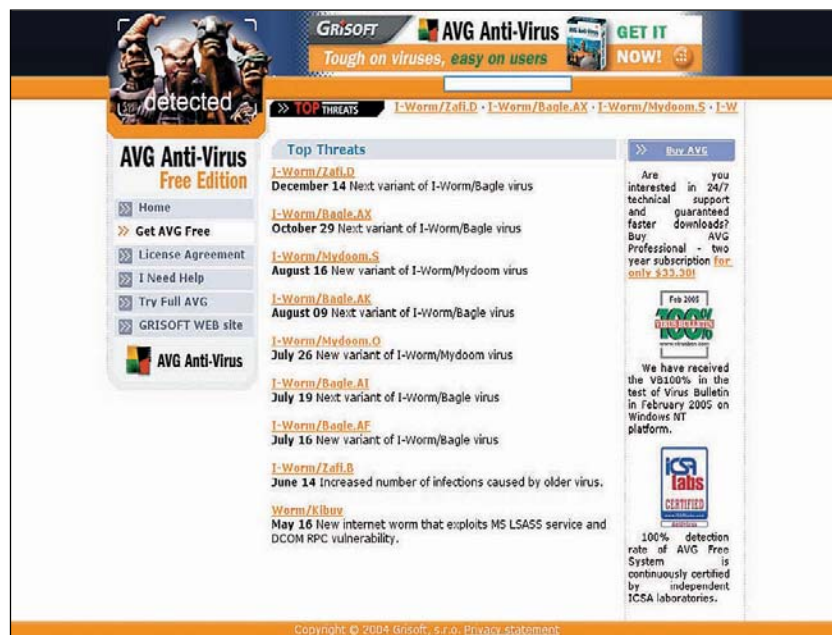 GRISOFT AVG Anti-Virus GET IT
Tough on viruses, easy on users NOW!
detected
TOP THREATS I-Worm/Zafi.D · I-Worm/Bagle.AX · I-Worm/Mydoom.S · I-W
AVG Anti-Virus
Free Edition
Home
Get AVG Free
License Agreement
I Need Help
Try Full AVG
GRISOFT WEB site
AVG Anti-Virus
Top Threats
I-Worm/Zafi.D
December 14 Next variant of I-Worm/Bagle virus
I-Worm/Bagle.AX
October 29 Next variant of I-Worm/Bagle virus
I-Worm/Mydoom.S
August 16 New variant of I-Worm/Mydoom virus
I-Worm/Bagle.AK
August 09 New variant of I-Worm/Bagle virus
I-Worm/Mydoom.O
July 26 New variant of I-Worm/Mydoom virus
I-Worm/Bagle.AI
July 19 Next variant of I-Worm/Bagle virus
I-Worm/Bagle.AF
July 16 New variant of I-Worm/Bagle virus
I-Worm/Zafi.B
June 14 Increased number of infections caused by older virus.
Worm/Kibuv
May 16 New internet worm that exploits MS LSASS service and
DCOM RPC vulnerability.
Buy AVG
Are you
interested in 24/7
technical support
and guaranteed
faster downloads?
Buy AVG
Professional - two
year subscription for
only $33.30!
Feb 2005
100%
VIRUS BULLETIN
www.virusbtn.com
We have received
the VB100% in the
test of Virus Bulletin
in February 2005 on
Windows NT
platform.
ICSA
labs
CERTIFIED
100% detection
rate of AVG Free
System is
continuously certified
by independent
ICSA laboratories.
Copyright © 2004 Grisoft, s.r.o. Privacy statement